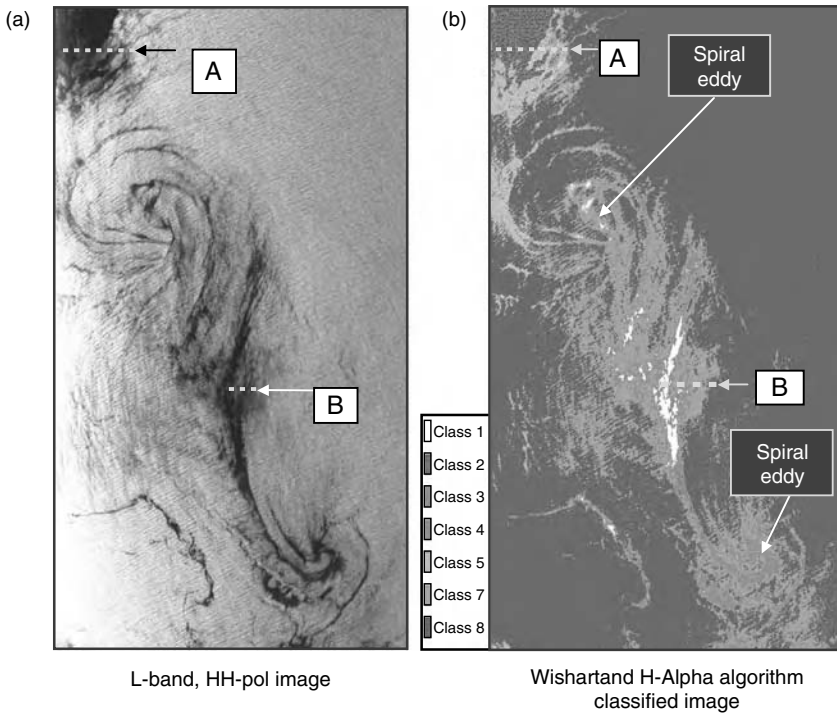 (a)
A
B
L-band, HH-pol image
(b)
A
Spiral
eddy
B
Spiral
eddy
Class 1
Class 2
Class 3
Class 4
Class 5
Class 7
Class 8
Wishartand H-Alpha algorithm
classified image